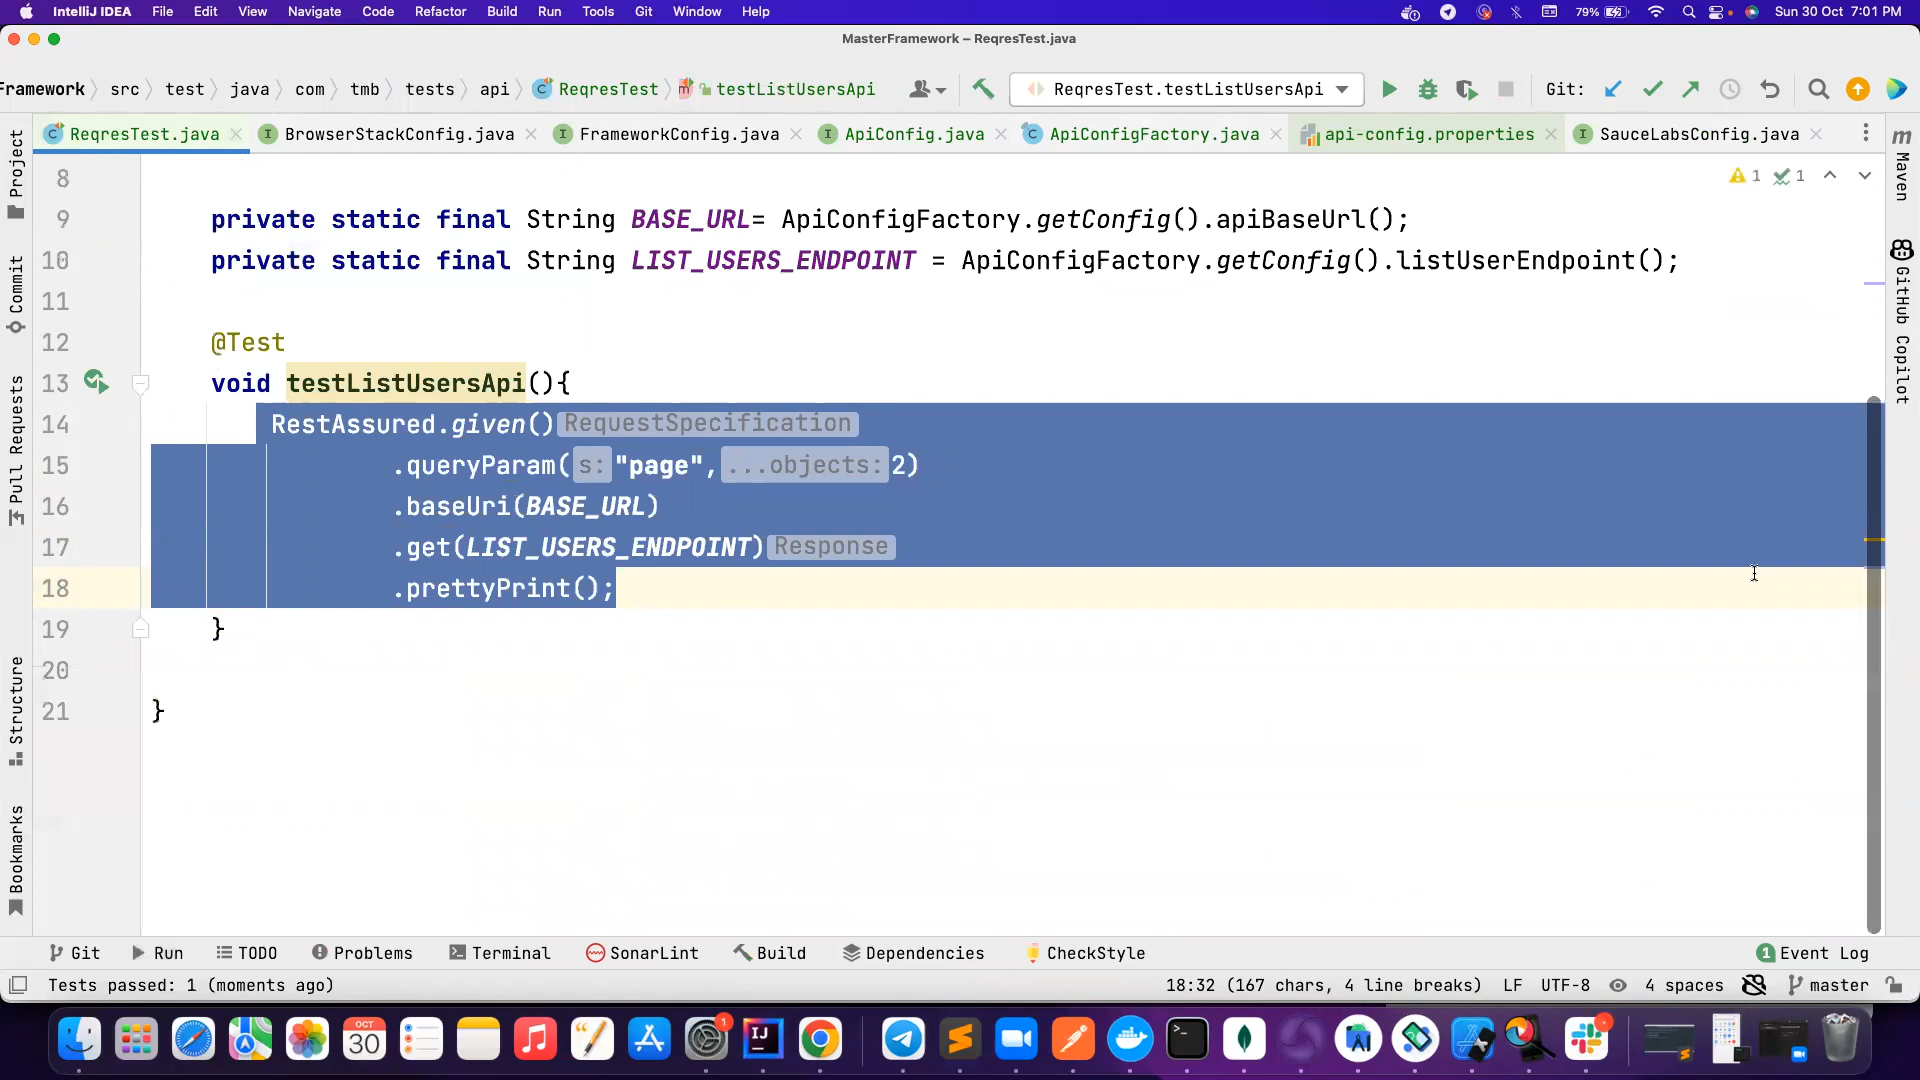 IntelliJ IDEA File Edit View Navigate Code Refactor Build Run Tools Git Window Help 79% Sun 30 Oct 7:01 PM
MasterFramework – ReqresTest.java
Framework src test java com tmb tests api ReqresTest testListUsersApi ReqresTest.testListUsersApi Git:
ReqresTest.java BrowserStackConfig.java FrameworkConfig.java ApiConfig.java ApiConfigFactory.java api-config.properties SauceLabsConfig.java
1 1
8
9 private static final String BASE_URL= ApiConfigFactory.getConfig().apiBaseUrl();
10 private static final String LIST_USERS_ENDPOINT = ApiConfigFactory.getConfig().listUserEndpoint();
11
12 @Test
13 void testListUsersApi(){
14 RestAssured.given() RequestSpecification
15 .queryParam( s: "page", ...objects: 2)
16 .baseUri(BASE_URL)
17 .get(LIST_USERS_ENDPOINT) Response
18 .prettyPrint();
19 }
20
21 }
Project
Commit
Pull Requests
Structure
Bookmarks
m Maven
GitHub Copilot
Git Run TODO Problems Terminal SonarLint Build Dependencies CheckStyle 1 Event Log
Tests passed: 1 (moments ago) 18:32 (167 chars, 4 line breaks) LF UTF-8 4 spaces master
OCT
30
1
IJ